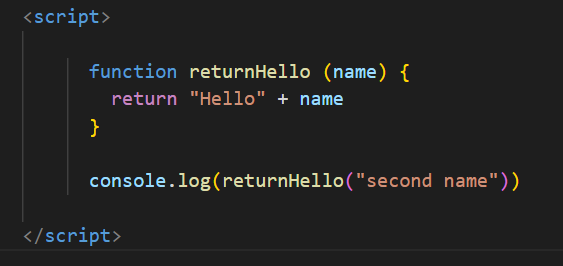 <script>
function returnHello (name) {
return "Hello" + name
}
console.log(returnHello("second name"))
</script>